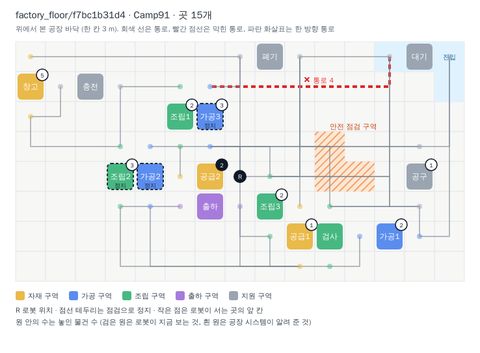 factory_floor/f7bc1b31d4 · Camp91 · 곳 15개
위에서 본 공장 바닥 (한 칸 3 m). 회색 선은 통로, 빨간 점선은 막힌 통로, 파란 화살표는 한 방향 통로
폐기 대기 진입
창고 5 충전 ✕ 통로 4
조립1 2 가공3 3 정지
안전 점검 구역
조립2 3 정지 가공2 정지 공급2 2 R 공구 1
출하 조립3 2
공급1 1 검사 가공1 2
자재 구역 가공 구역 조립 구역 출하 구역 지원 구역
R 로봇 위치 · 점선 테두리는 점검으로 정지 · 작은 점은 로봇이 서는 곳의 앞 칸
원 안의 수는 놓인 물건 수 (검은 원은 로봇이 지금 보는 것, 흰 원은 공장 시스템이 알려 준 것)